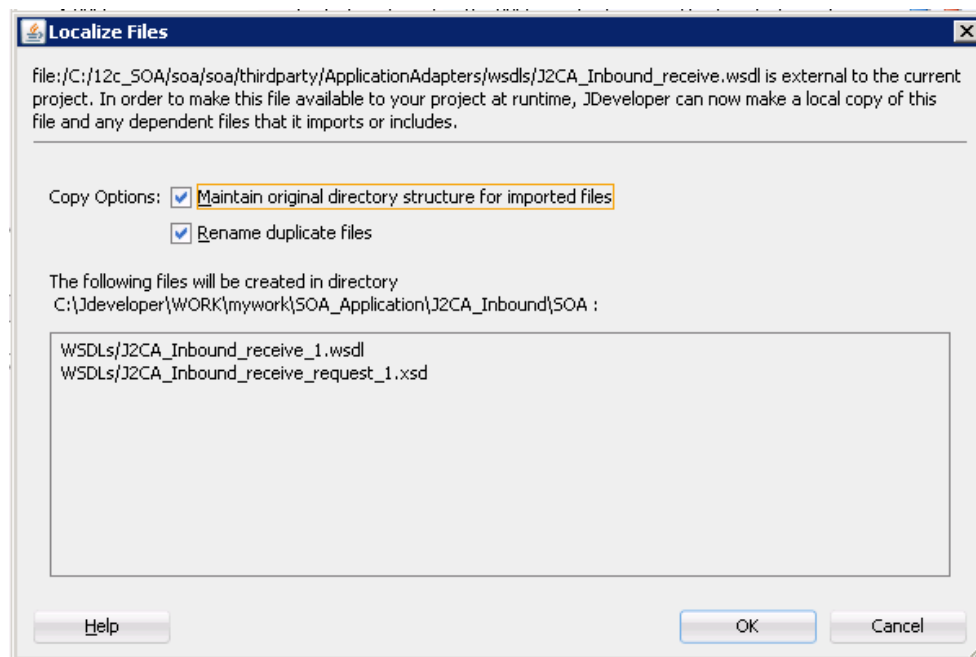 Localize Files
file:/C:/12c_SOA/soa/soa/thirdparty/ApplicationAdapters/wsdls/J2CA_Inbound_receive.wsdl is external to the current
project. In order to make this file available to your project at runtime, JDeveloper can now make a local copy of this
file and any dependent files that it imports or includes.
Copy Options: Maintain original directory structure for imported files
Rename duplicate files
The following files will be created in directory
C:\Jdeveloper\WORK\mywork\SOA_Application\J2CA_Inbound\SOA :
WSDLs/J2CA_Inbound_receive_1.wsdl
WSDLs/J2CA_Inbound_receive_request_1.xsd
Help OK Cancel